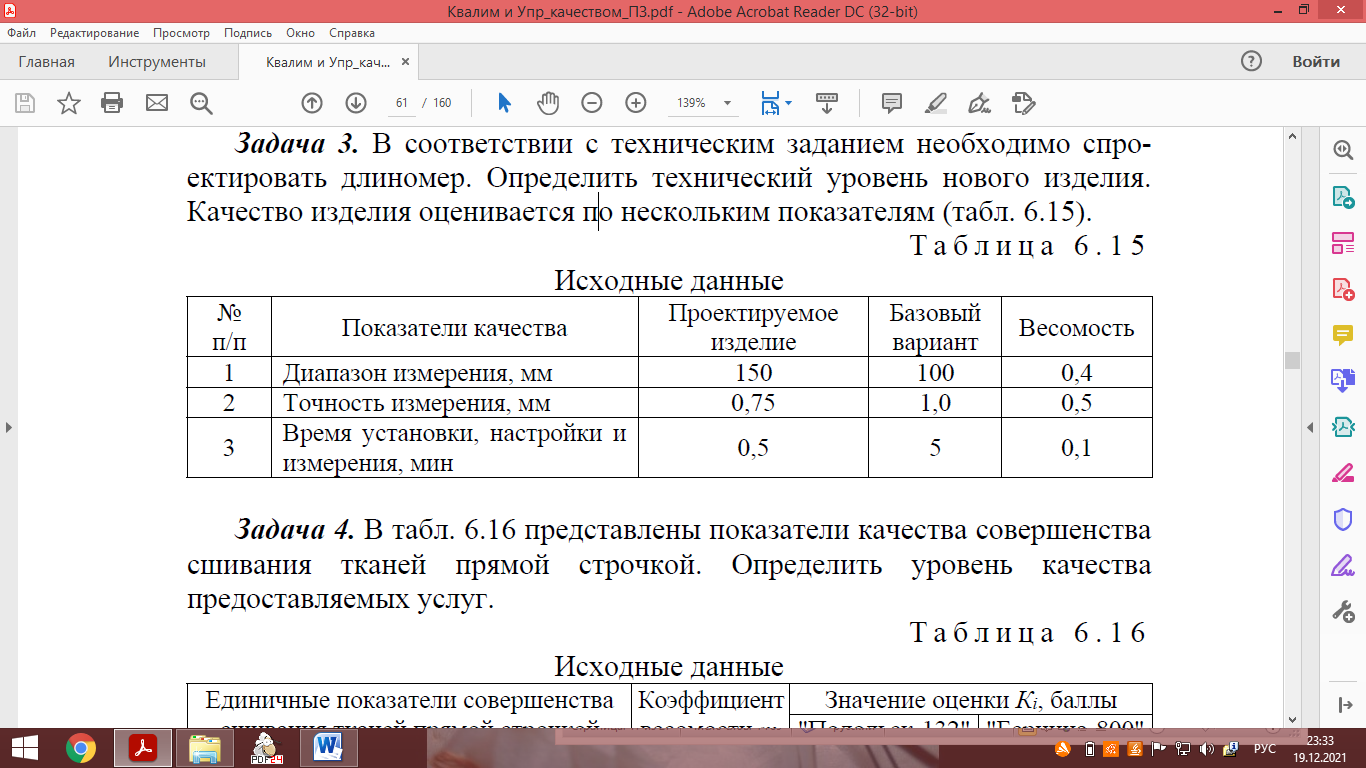 Квалим и Упр_качеством_ПЗ.pdf - Adobe Acrobat Reader DC (32-bit)
Файл Редактирование Просмотр Подпись Окно Справка
Главная Инструменты Квалим и Упр_кач... × ? Войти
61 / 160 139%
Задача 3. В соответствии с техническим заданием необходимо спро-
ектировать длиномер. Определить технический уровень нового изделия.
Качество изделия оценивается по нескольким показателям (табл. 6.15).
Таблица 6.15
Исходные данные
№ п/п Показатели качества Проектируемое изделие Базовый вариант Весомость
1 Диапазон измерения, мм 150 100 0,4
2 Точность измерения, мм 0,75 1,0 0,5
3 Время установки, настройки и измерения, мин 0,5 5 0,1
Задача 4. В табл. 6.16 представлены показатели качества совершенства
сшивания тканей прямой строчкой. Определить уровень качества
предоставляемых услуг.
Таблица 6.16
Исходные данные
Единичные показатели совершенства Коэффициент Значение оценки Ki, баллы
PDF24
РУС
23:33
19.12.2021